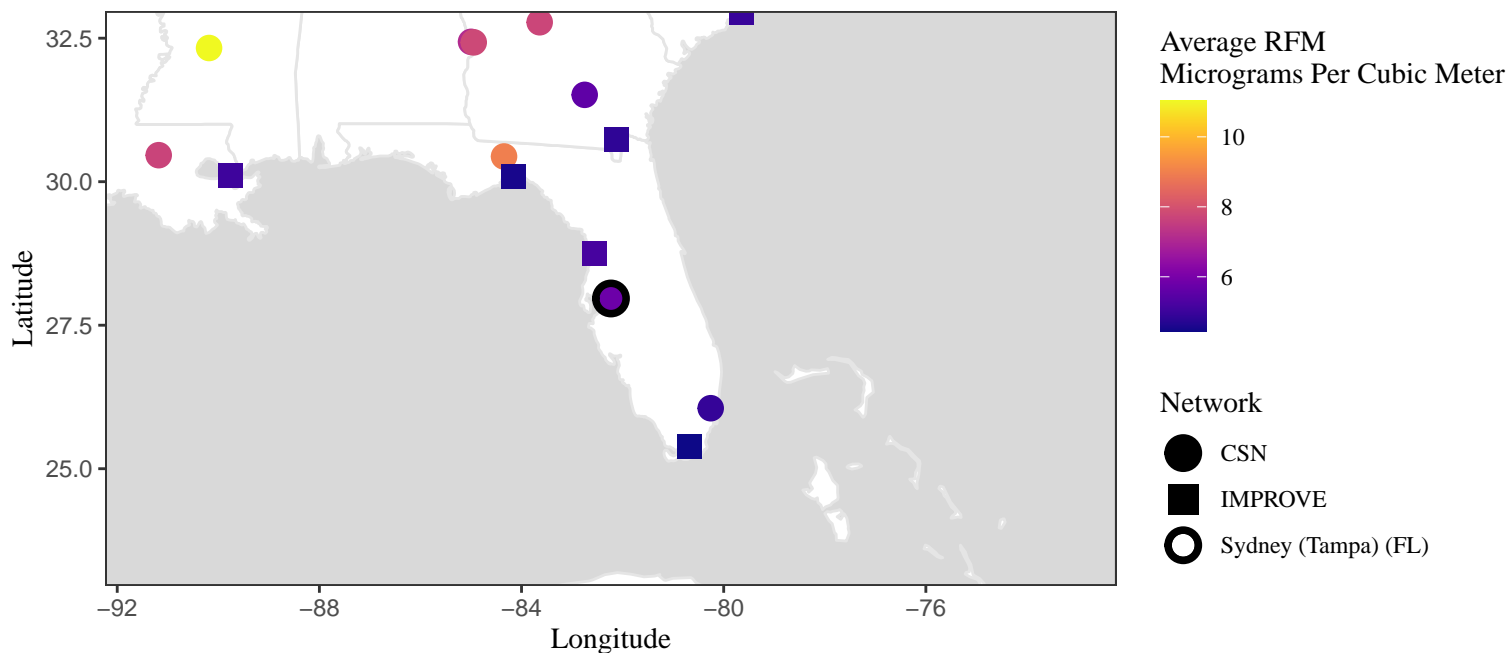 Average RFM
Micrograms Per Cubic Meter
10
8
6
Network
CSN
IMPROVE
Sydney (Tampa) (FL)
Latitude
32.5
30.0
27.5
25.0
−92
−88
−84
−80
−76
Longitude